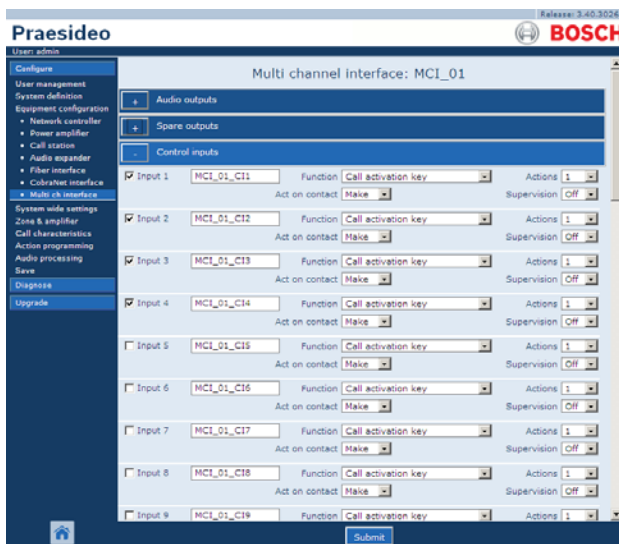 Release: 3.40.3026
Praesideo
BOSCH
User: admin
Configure
User management
System definition
Equipment configuration
Network controller
Power amplifier
Call station
Audio expander
Fiber interface
CobraNet interface
Multi ch interface
System wide settings
Zone & amplifier
Call characteristics
Action programming
Audio processing
Save
Diagnose
Upgrade
Multi channel interface: MCI_01
+ Audio outputs
+ Spare outputs
- Control inputs
Input 1 MCI_01_CI1 Function Call activation key Actions 1
Act on contact Make Supervision Off
Input 2 MCI_01_CI2 Function Call activation key Actions 1
Act on contact Make Supervision Off
Input 3 MCI_01_CI3 Function Call activation key Actions 1
Act on contact Make Supervision Off
Input 4 MCI_01_CI4 Function Call activation key Actions 1
Act on contact Make Supervision Off
Input 5 MCI_01_CI5 Function Call activation key Actions 1
Act on contact Make Supervision Off
Input 6 MCI_01_CI6 Function Call activation key Actions 1
Act on contact Make Supervision Off
Input 7 MCI_01_CI7 Function Call activation key Actions 1
Act on contact Make Supervision Off
Input 8 MCI_01_CI8 Function Call activation key Actions 1
Act on contact Make Supervision Off
Input 9 MCI_01_CI9 Function Call activation key Actions 1
Submit